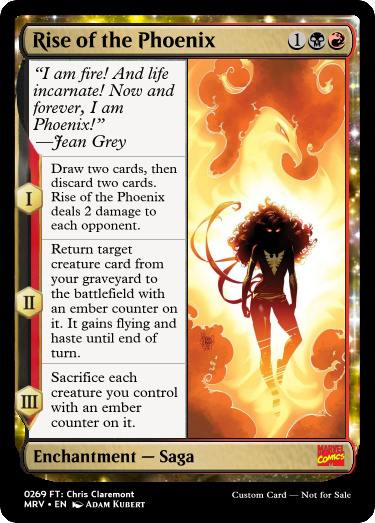 Rise of the Phoenix 1
“I am fire! And life
incarnate! Now and
forever, I am
Phoenix!”
—Jean Grey
I
Draw two cards, then
discard two cards.
Rise of the Phoenix
deals 2 damage to
each opponent.
II
Return target
creature card from
your graveyard to
the battlefield with
an ember counter on
it. It gains flying and
haste until end of
turn.
III
Sacrifice each
creature you control
with an ember
counter on it.
Enchantment — Saga
MARVEL
COMICS
0269 FT: Chris Claremont
MRV • EN Adam Kubert
Custom Card — Not for Sale